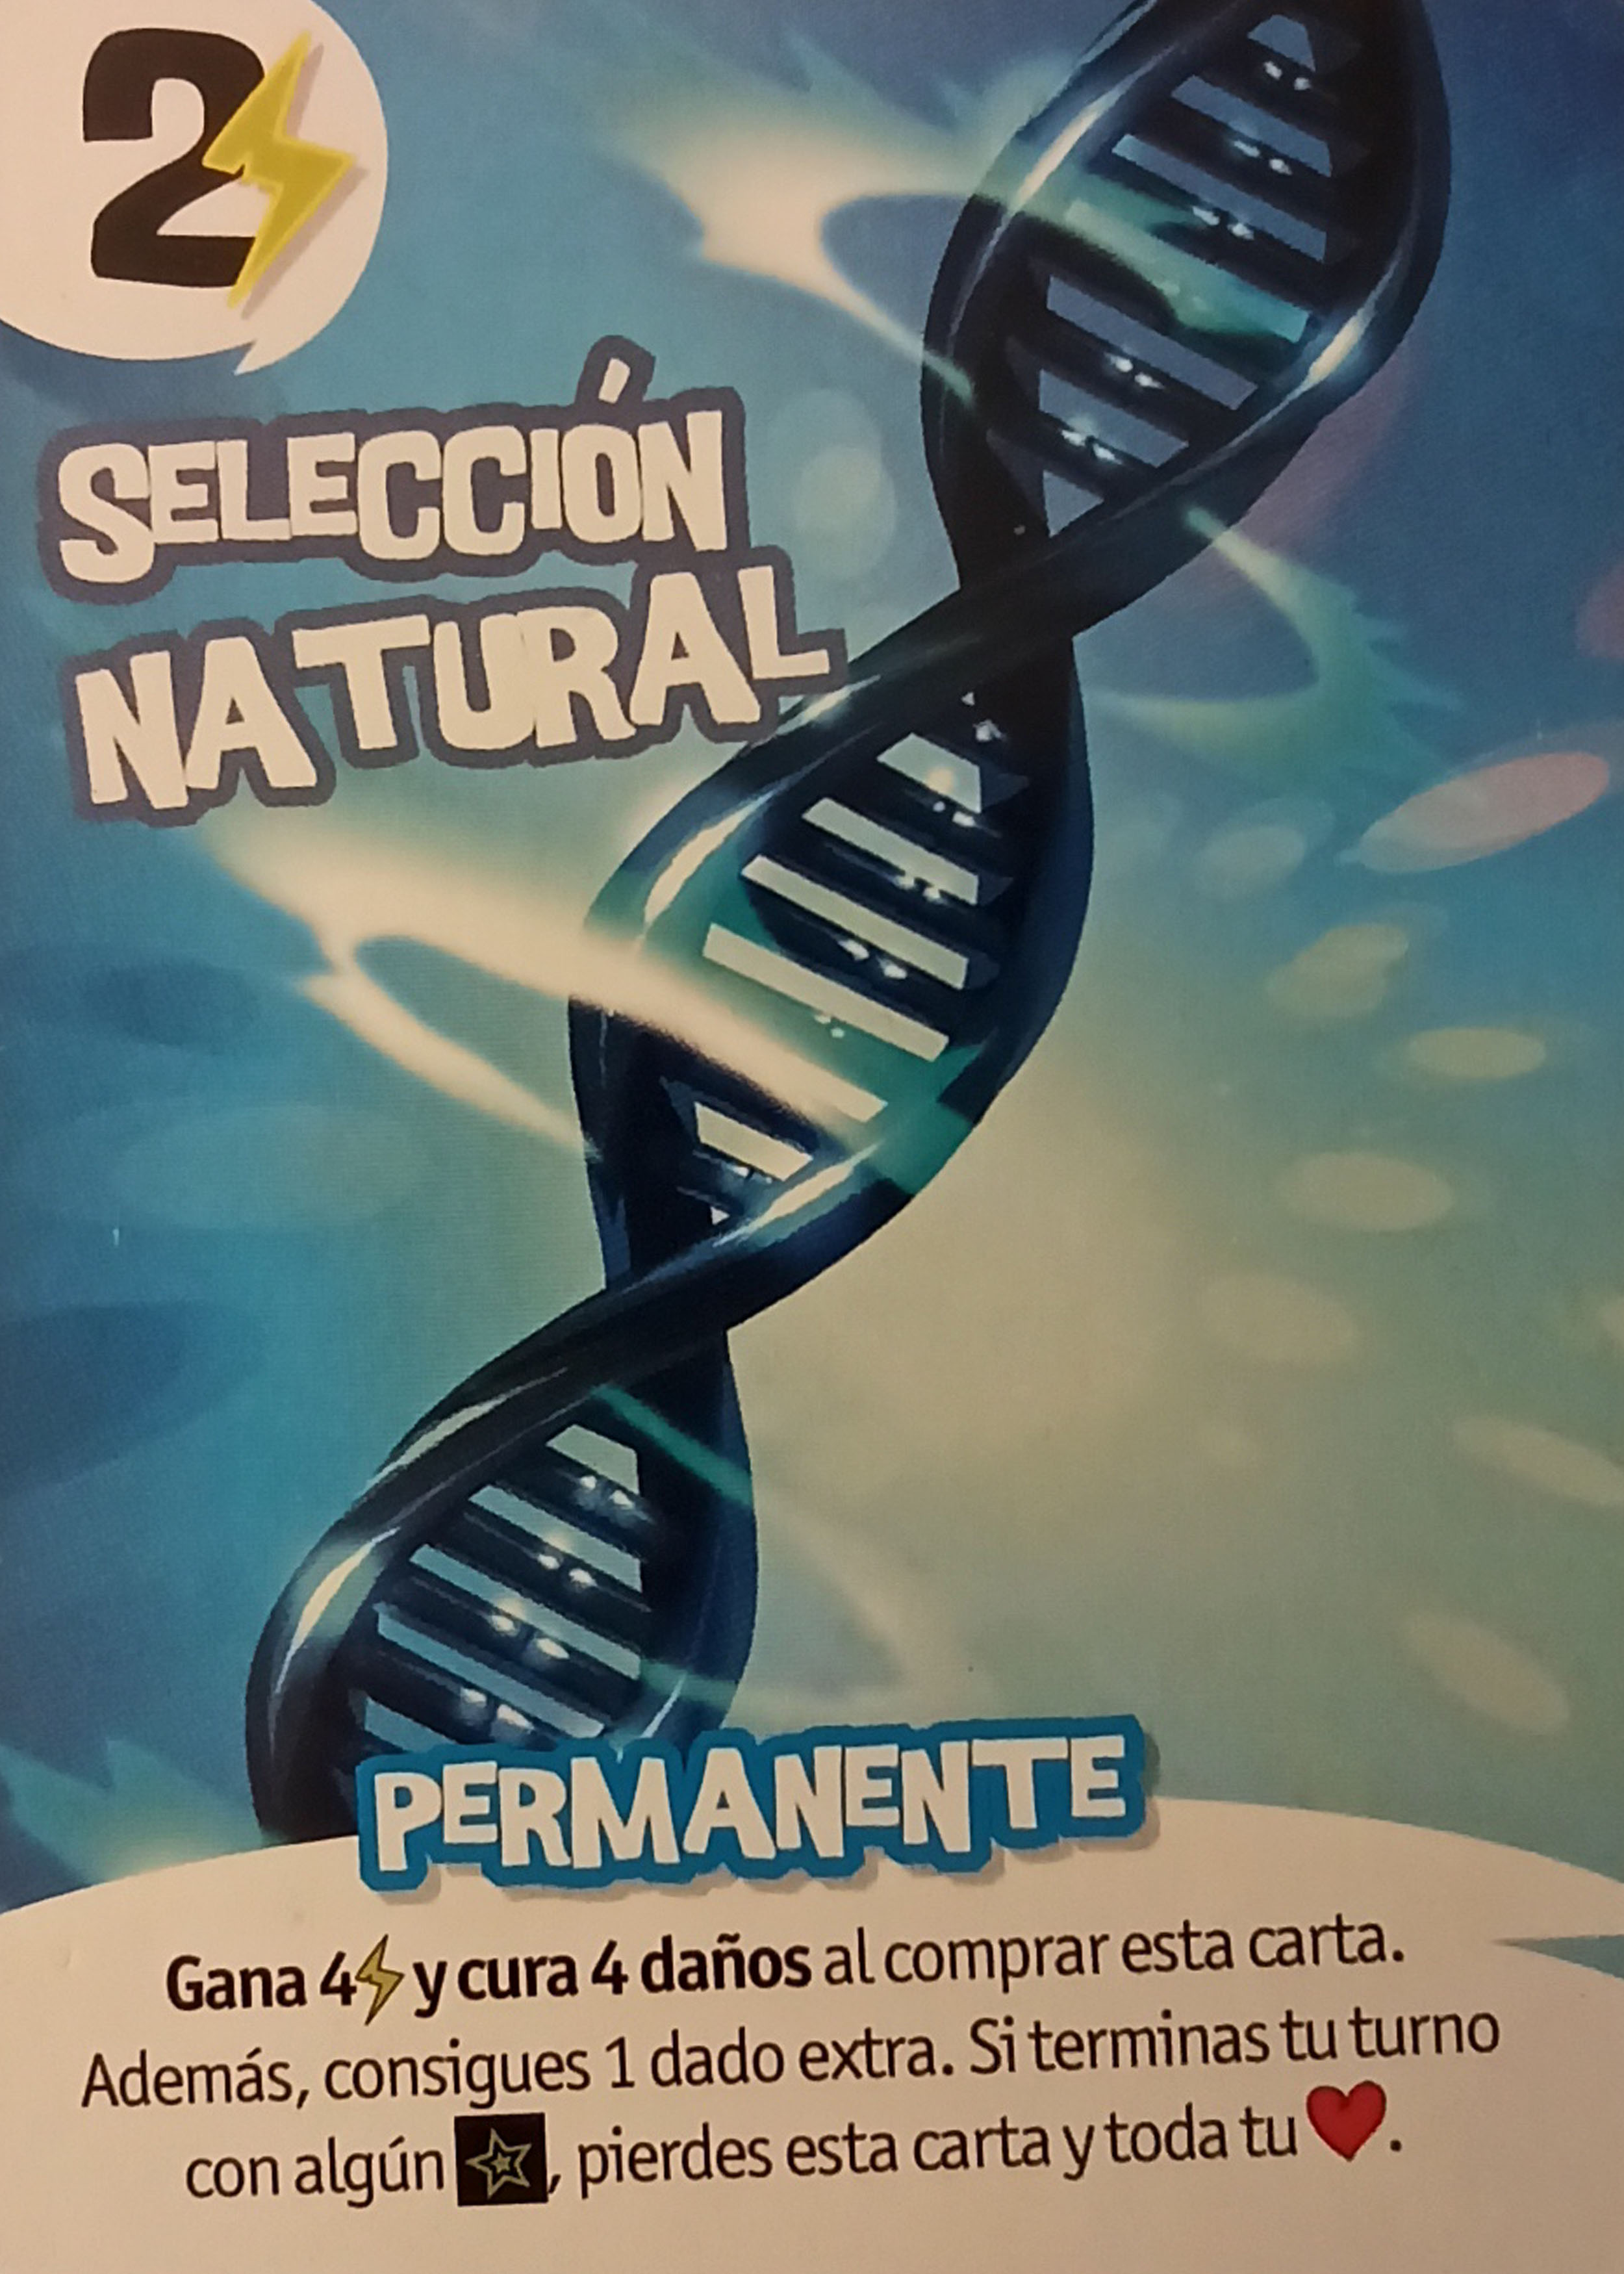 2
SELECCIÓN
NATURAL
PERMANENTE
Gana 4 y cura 4 daños al comprar esta carta.
Además, consigues 1 dado extra. Si terminas tu turno
con algún , pierdes esta carta y toda tu .